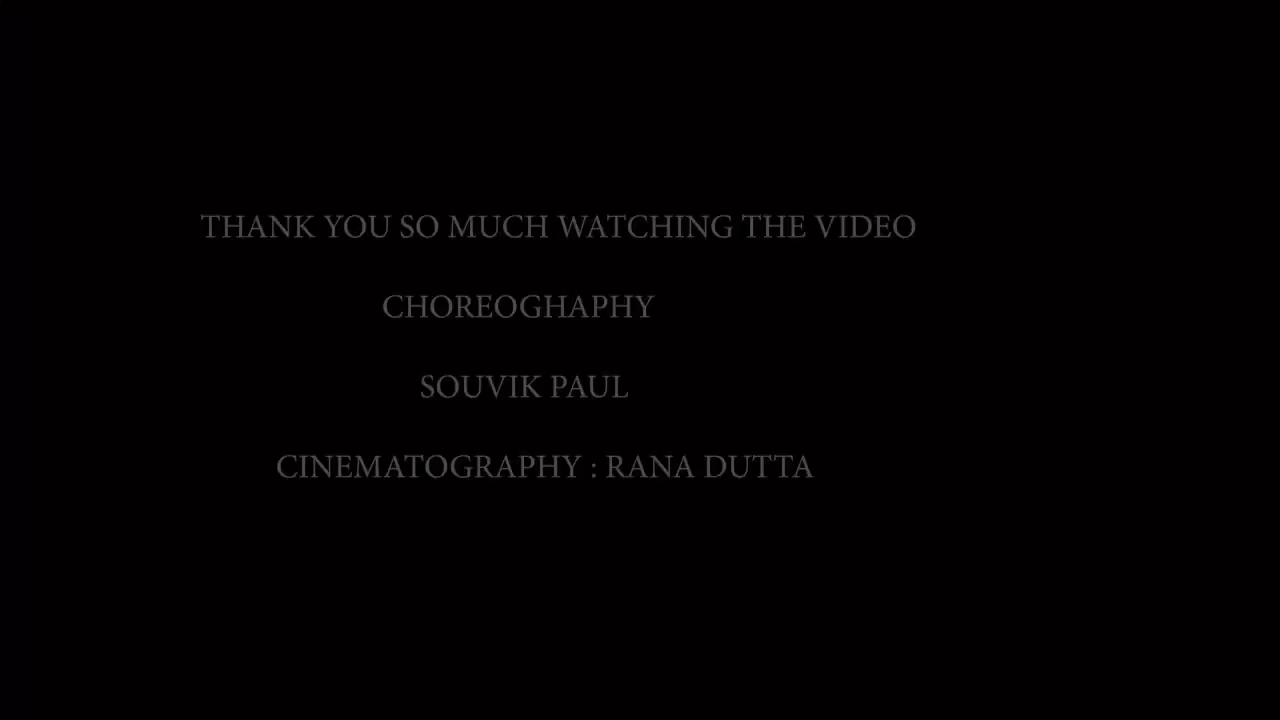 THANK YOU SO MUCH WATCHING THE VIDEO
CHOREOGHAPHY
SOUVIK PAUL
CINEMATOGRAPHY : RANA DUTTA